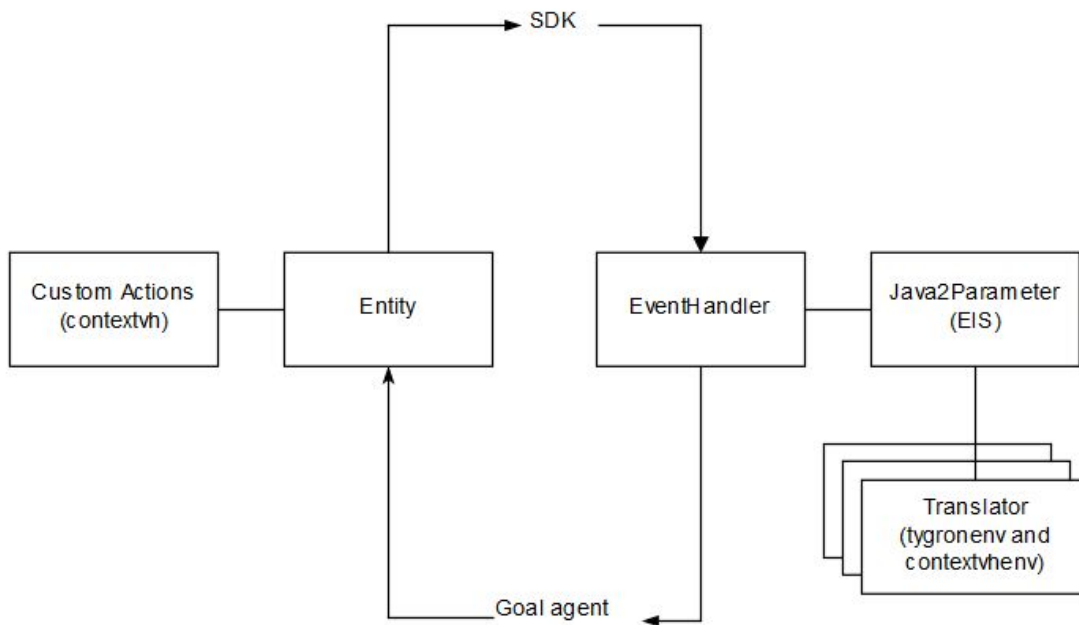 SDK
Custom Actions
(contextvh)
Entity
EventHandler
Java2Parameter
(EIS)
Translator
(tygronenv and
contextvhenv)
Goal agent